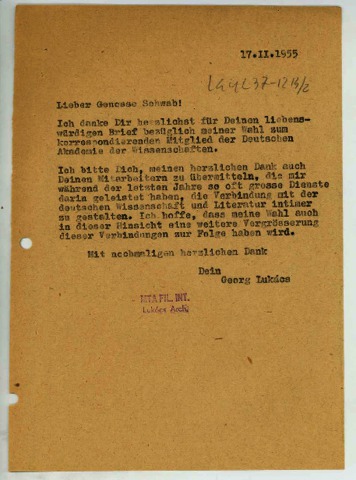 17.II.1955
Lieber Genosse Schwab!
Ich danke Dir herzlichst für Deinen liebens-
würdigen Brief bezüglich meiner Wahl zum
korrespondierenden Mitglied der Deutschen
Akademie der Wissenschaften.
Ich bitte Dich, meinen herzlichen Dank auch
Deinen Mitarbeitern zu übermitteln, die mir
während der letzten Jahre so oft grosse Dienste
darin geleistet haben, die Verbindung mit der
deutschen Wissenschaft und Literatur intimer
zu gestalten. Ich hoffe, dass meine Wahl auch
in dieser Hinsicht eine weitere Vergrösserung
dieser Verbindungen zur Folge haben wird.
Mit nochmaligen herzlichen Dank
Dein
Georg Lukács
MTA FIL. INT.
Lukács Arch.